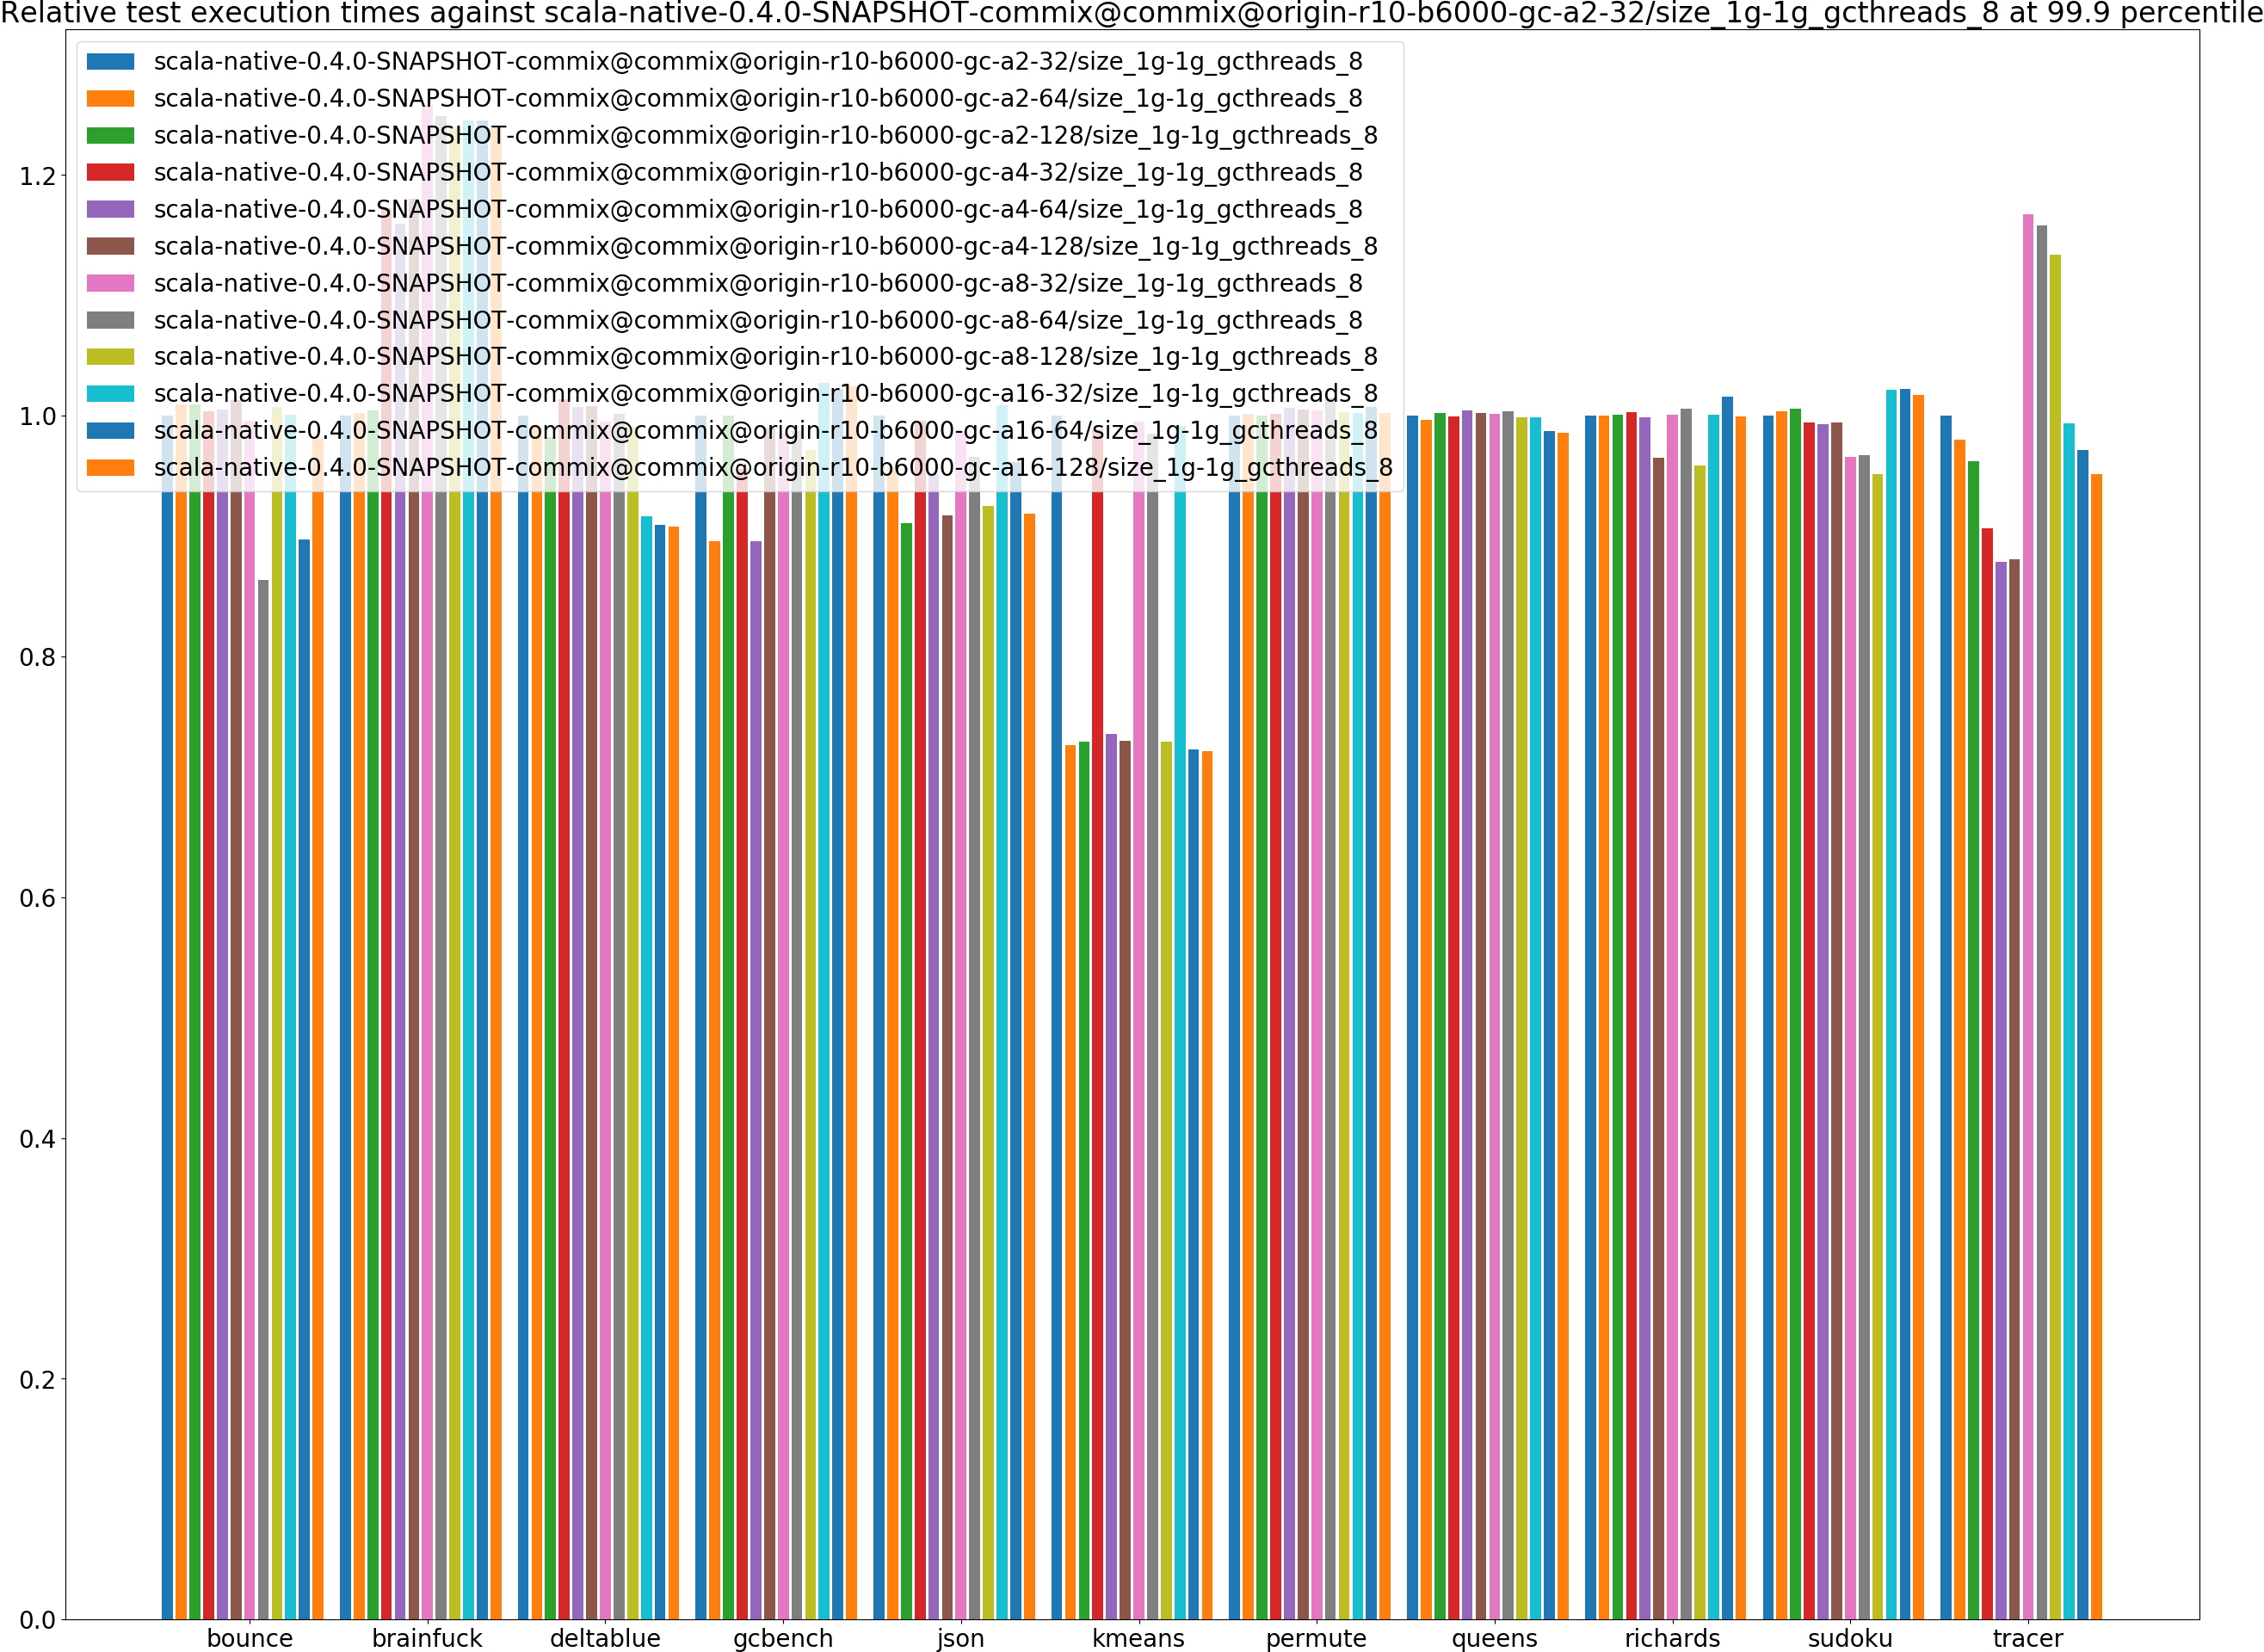 Relative test execution times against scala-native-0.4.0-SNAPSHOT-commix@commix@origin-r10-b6000-gc-a2-32/size_1g-1g_gcthreads_8 at 99.9 percentile
scala-native-0.4.0-SNAPSHOT-commix@commix@origin-r10-b6000-gc-a2-32/size_1g-1g_gcthreads_8
scala-native-0.4.0-SNAPSHOT-commix@commix@origin-r10-b6000-gc-a2-64/size_1g-1g_gcthreads_8
scala-native-0.4.0-SNAPSHOT-commix@commix@origin-r10-b6000-gc-a2-128/size_1g-1g_gcthreads_8
scala-native-0.4.0-SNAPSHOT-commix@commix@origin-r10-b6000-gc-a4-32/size_1g-1g_gcthreads_8
scala-native-0.4.0-SNAPSHOT-commix@commix@origin-r10-b6000-gc-a4-64/size_1g-1g_gcthreads_8
scala-native-0.4.0-SNAPSHOT-commix@commix@origin-r10-b6000-gc-a4-128/size_1g-1g_gcthreads_8
scala-native-0.4.0-SNAPSHOT-commix@commix@origin-r10-b6000-gc-a8-32/size_1g-1g_gcthreads_8
scala-native-0.4.0-SNAPSHOT-commix@commix@origin-r10-b6000-gc-a8-64/size_1g-1g_gcthreads_8
scala-native-0.4.0-SNAPSHOT-commix@commix@origin-r10-b6000-gc-a8-128/size_1g-1g_gcthreads_8
scala-native-0.4.0-SNAPSHOT-commix@commix@origin-r10-b6000-gc-a16-32/size_1g-1g_gcthreads_8
scala-native-0.4.0-SNAPSHOT-commix@commix@origin-r10-b6000-gc-a16-64/size_1g-1g_gcthreads_8
scala-native-0.4.0-SNAPSHOT-commix@commix@origin-r10-b6000-gc-a16-128/size_1g-1g_gcthreads_8
1.2
1.0
0.8
0.6
0.4
0.2
0.0
bounce brainfuck deltablue gcbench json kmeans permute queens richards sudoku tracer